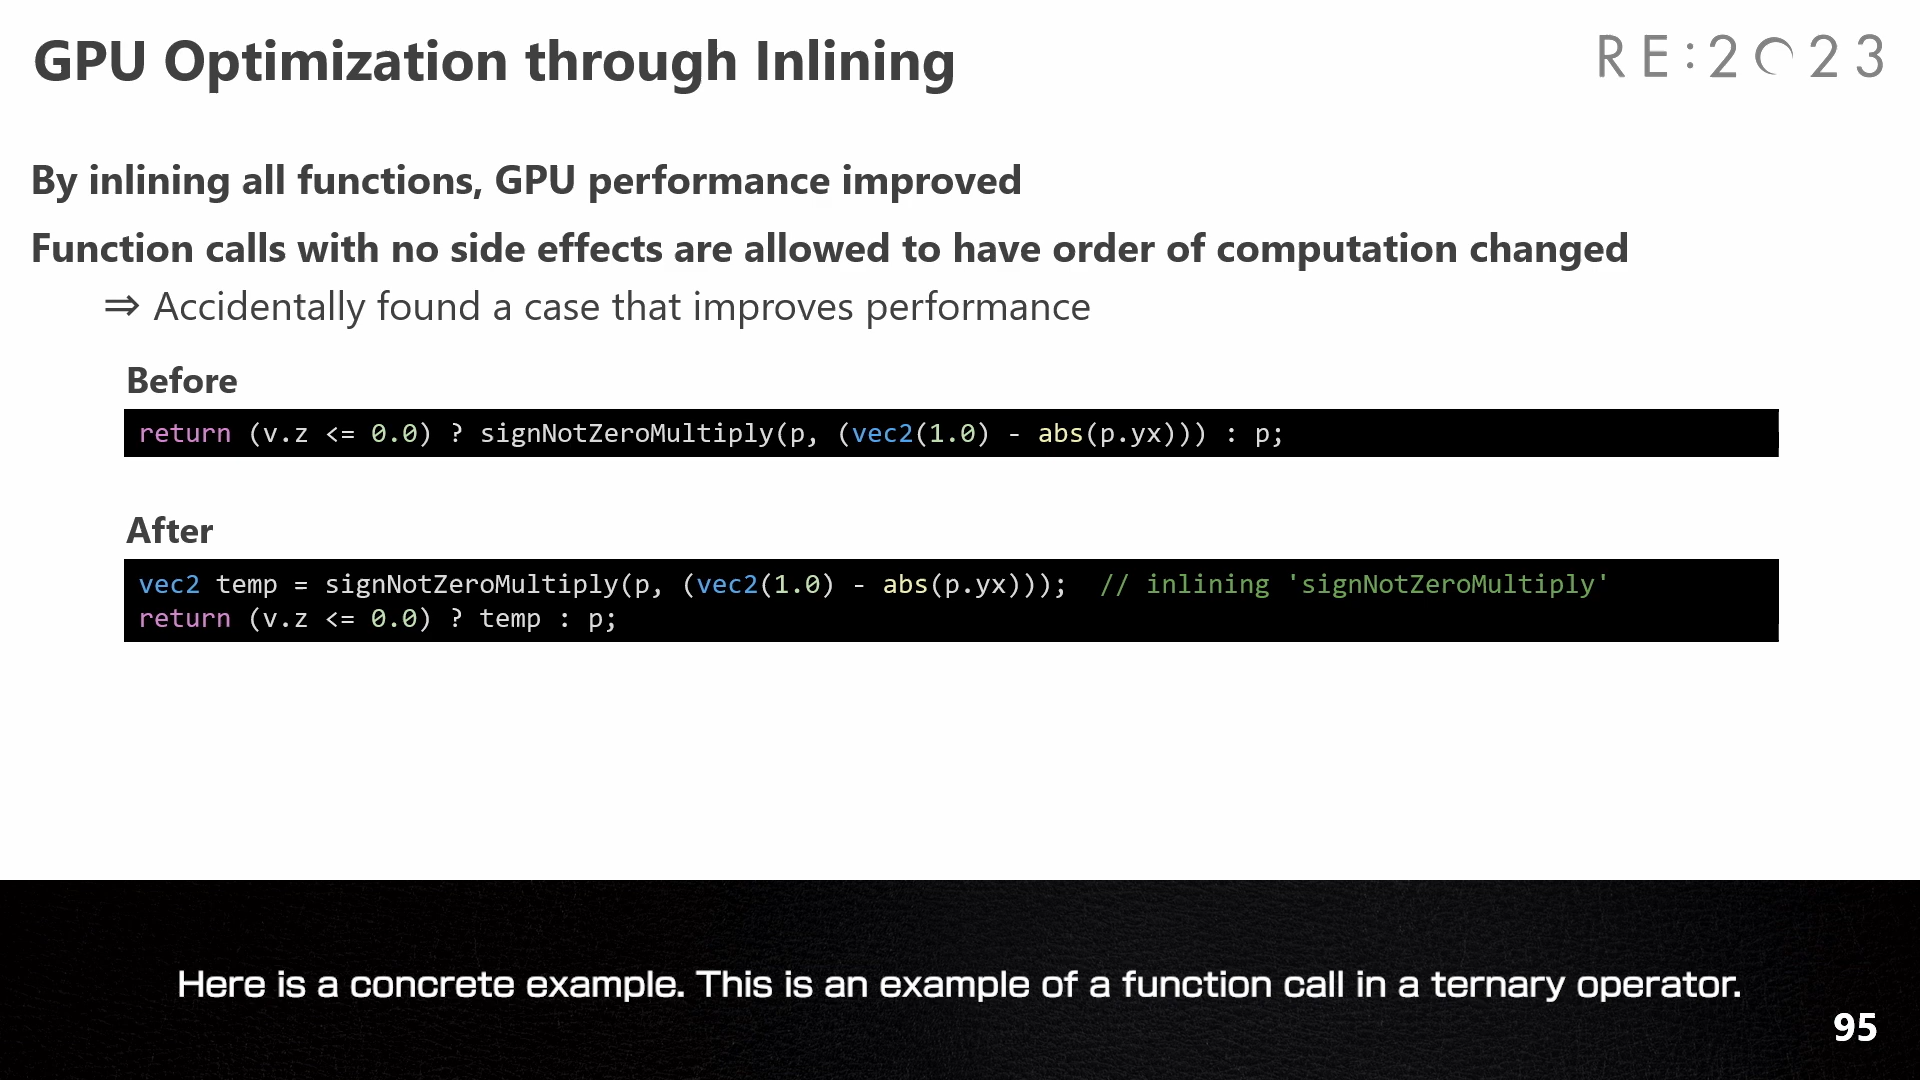 GPU Optimization through Inlining
RE:2023
By inlining all functions, GPU performance improved
Function calls with no side effects are allowed to have order of computation changed
⇒ Accidentally found a case that improves performance
Before
return (v.z <= 0.0) ? signNotZeroMultiply(p, (vec2(1.0) - abs(p.yx))) : p;
After
vec2 temp = signNotZeroMultiply(p, (vec2(1.0) - abs(p.yx)));  // inlining 'signNotZeroMultiply'
return (v.z <= 0.0) ? temp : p;
Here is a concrete example. This is an example of a function call in a ternary operator.
95